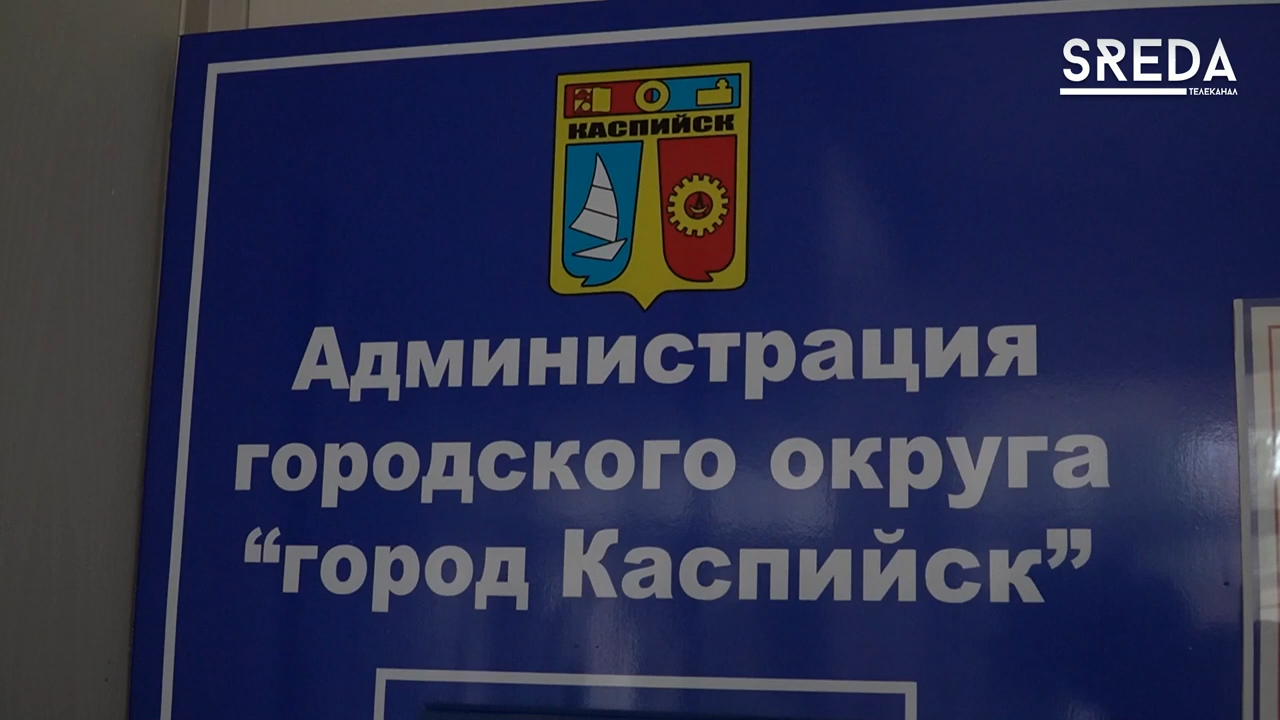 SREDA
ТЕЛЕКАНАЛ
КАСПИЙСК
Администрация
городского округа
“город Каспийск”